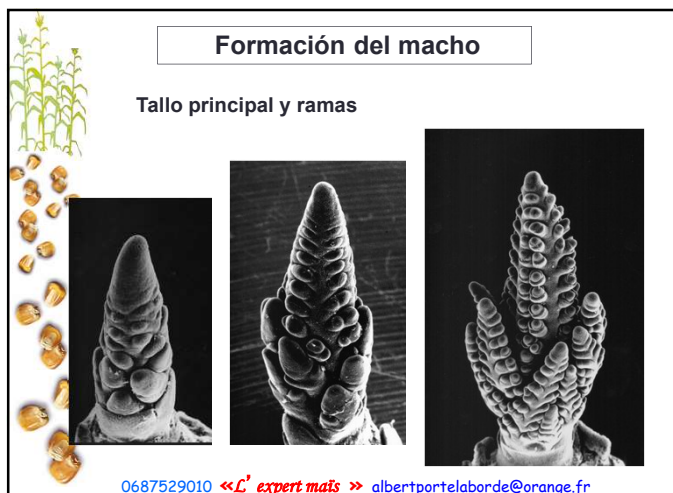 Formación del macho
Tallo principal y ramas
0687529010 «L' expert maïs » albertportelaborde@orange.fr